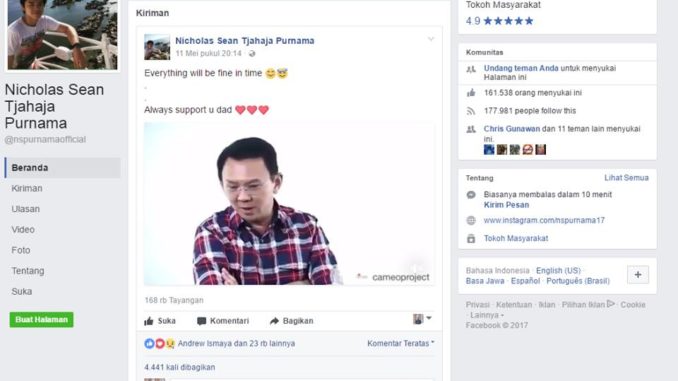 Nicholas Sean
Tjahaja
Purnama
@nspurnamaofficial
Beranda
Kiriman
Ulasan
Video
Foto
Tentang
Suka
Buat Halaman
Kiriman
Nicholas Sean Tjahaja Purnama
11 Mei pukul 20:14 ·
Everything will be fine in time 😊😇
.
.
Always support u dad ❤❤❤
cameoproject
168 rb Tayangan
Suka Komentari Bagikan
Andrew Ismaya dan 23 rb lainnya Komentar Teratas
4.441 kali dibagikan
Tokoh Masyarakat
4.9 ★★★★★
Komunitas
Undang teman Anda untuk menyukai
Halaman ini
161.538 orang menyukai ini
177.981 people follow this
Chris Gunawan dan 11 teman lain menyukai
ini.
Tentang Lihat Semua
Biasanya membalas dalam 10 menit
Kirim Pesan
www.instagram.com/nspurnama17
Tokoh Masyarakat
Bahasa Indonesia · English (US) ·
Basa Jawa · Español · Português (Brasil)
+
Privasi · Ketentuan · Iklan · Pilihan Iklan · Cookie
· Lainnya
Facebook © 2017